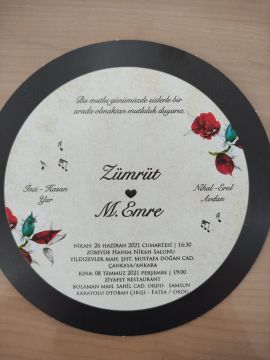 Bu mutlu günümüzde sizlerle bir
arada olmaktan mutluluk duyarız.
Zümrüt
İnci - Hasan
Yar
Nihal - Erol
Avdan
M. Emre
NİKAH: 26 HAZİRAN 2021 CUMARTESİ | 16:30
ZÜBEYDE HANIM NİKAH SALONU
YILDIZEVLER MAH. ŞHT. MUSTAFA DOĞAN CAD.
ÇANKAYA/ANKARA
KINA: 08 TEMMUZ 2021 PERŞEMBE | 19:00
ZİYAFET RESTAURANT
BOLAMAN MAH. SAHİL CAD. ORDU- SAMSUN
KARAYOLU OTOBAN ÇIKIŞI - FATSA / ORDU